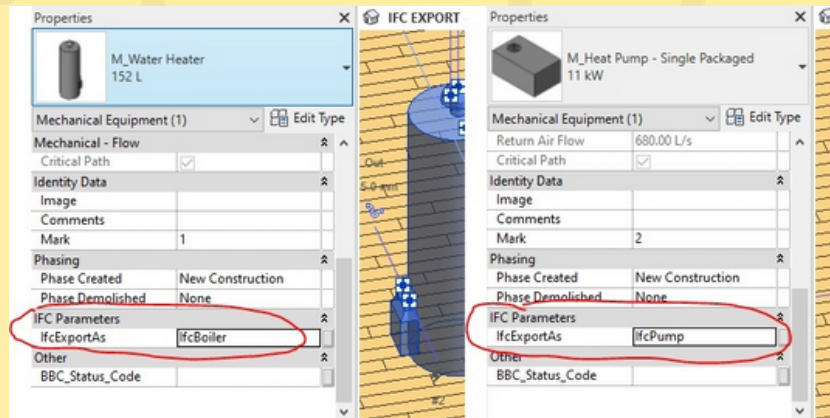 Properties
M_Water Heater
152 L
Mechanical Equipment (1)
Edit Type
Mechanical - Flow
Critical Path
Identity Data
Image
Comments
Mark 1
Phasing
Phase Created New Construction
Phase Demolished None
IFC Parameters
IfcExportAs IfcBoiler
Other
BBC_Status_Code
IFC EXPORT
Out
#2
Properties
M_Heat Pump - Single Packaged
11 kW
Mechanical Equipment (1)
Edit Type
Return Air Flow 680.00 L/s
Critical Path
Identity Data
Image
Comments
Mark 2
Phasing
Phase Created New Construction
Phase Demolished None
IFC Parameters
IfcExportAs IfcPump
Other
BBC_Status_Code